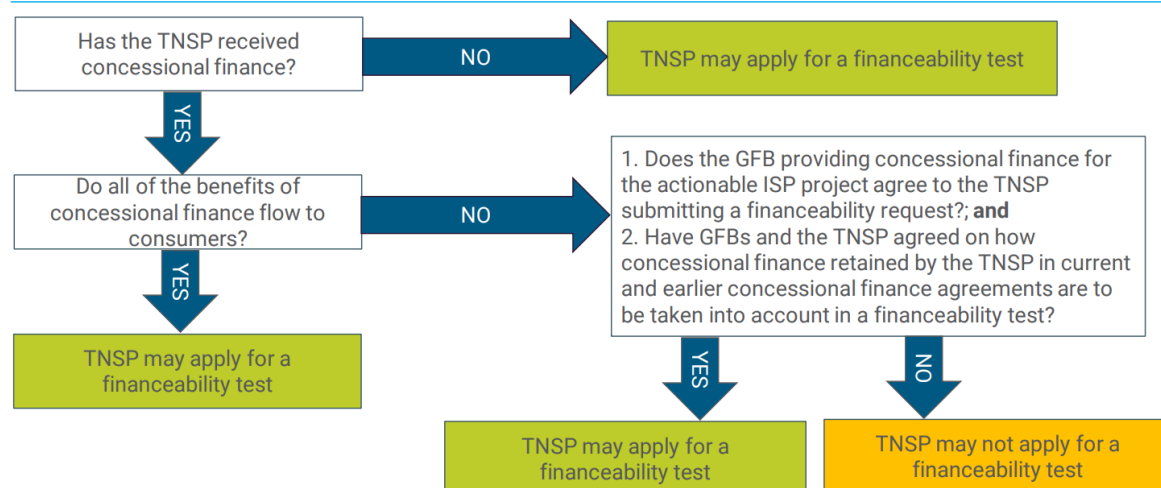 Has the TNSP received
concessional finance?
NO
TNSP may apply for a financeability test
YES
Do all of the benefits of
concessional finance flow to
consumers?
NO
1. Does the GFB providing concessional finance for
the actionable ISP project agree to the TNSP
submitting a financeability request?; and
2. Have GFBs and the TNSP agreed on how
concessional finance retained by the TNSP in current
and earlier concessional finance agreements are to
be taken into account in a financeability test?
YES
TNSP may apply for a
financeability test
YES
NO
TNSP may apply for a
financeability test
TNSP may not apply for a
financeability test